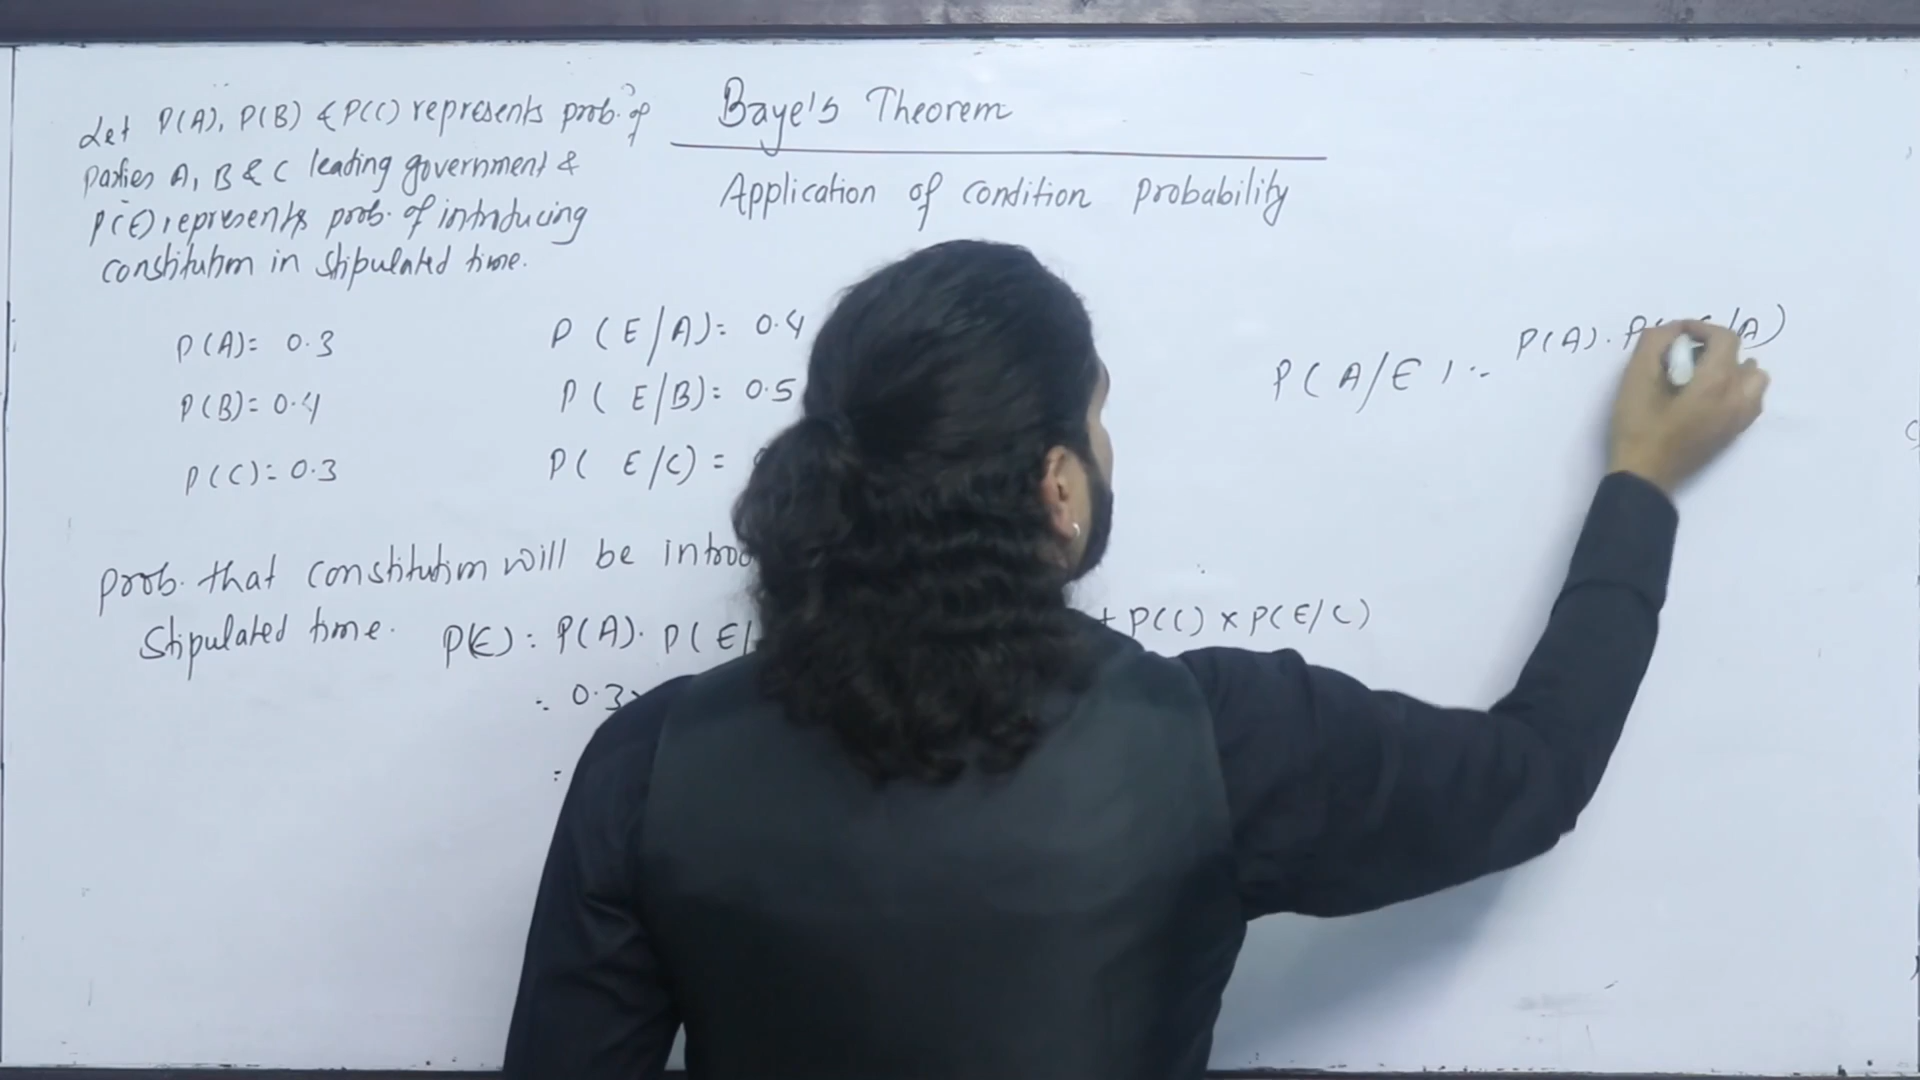 Let P(A), P(B) & P(C) represents prob. of
parties A, B & C leading government &
P(E) represents prob. of introducing
constitution in stipulated time.
Baye's Theorem
Application of condition probability
P(A) = 0.3
P(B) = 0.4
P(C) = 0.3
P(E/A) = 0.4
P(E/B) = 0.5
P(E/C) =
P(A/E) = P(A). P( /A)
prob. that constitution will be
stipulated time. P(E) = P(A). P(E/ + P(C) x P(E/C)
= 0.3
=